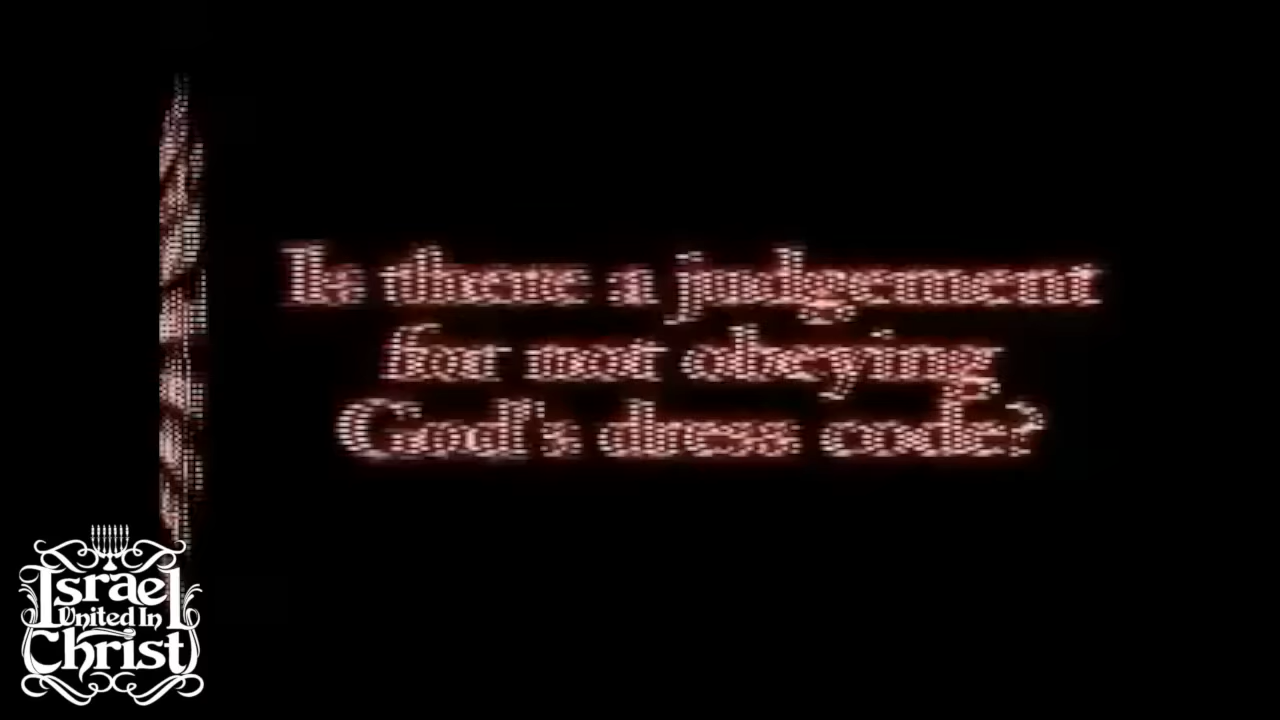 Is there a judgement
for not obeying
God's dress code?
Israel
United In
Christ